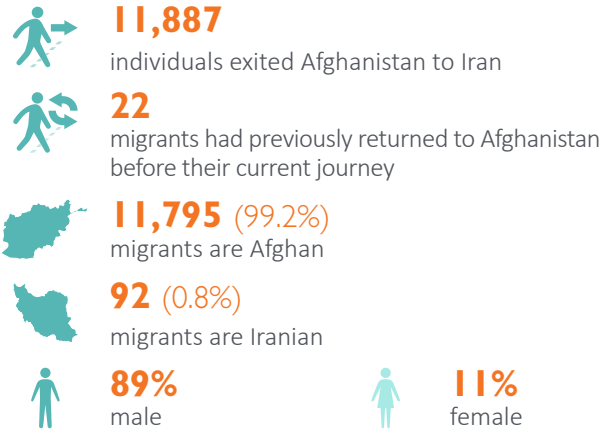 11,887
individuals exited Afghanistan to Iran
22
migrants had previously returned to Afghanistan
before their current journey
11,795 (99.2%)
migrants are Afghan
92 (0.8%)
migrants are Iranian
89%
male
11%
female